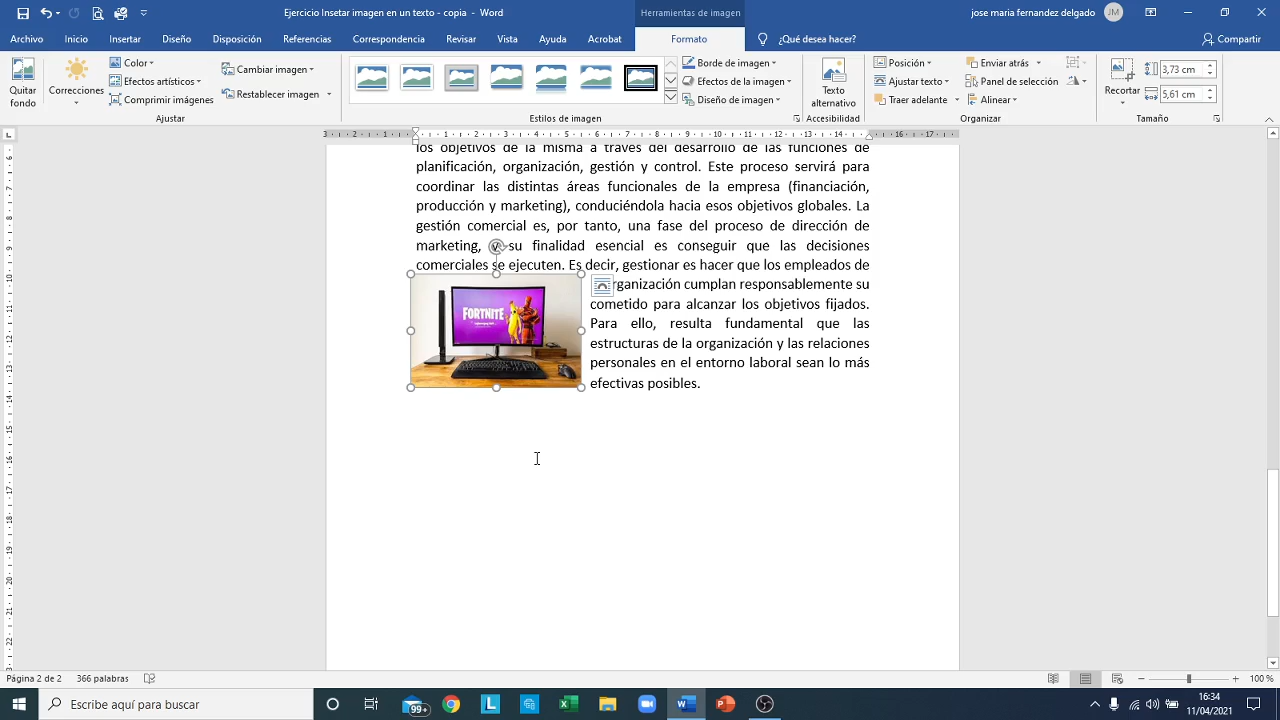 Ejercicio Insetar imagen en un texto - copia - Word
Herramientas de imagen
jose maria fernandez delgado
JM
Archivo
Inicio
Insertar
Diseño
Disposición
Referencias
Correspondencia
Revisar
Vista
Ayuda
Acrobat
Formato
¿Qué desea hacer?
Compartir
Quitar fondo
Correcciones
Color
Efectos artísticos
Comprimir imágenes
Cambiar imagen
Restablecer imagen
Ajustar
Estilos de imagen
Borde de imagen
Efectos de la imagen
Diseño de imagen
Texto alternativo
Accesibilidad
Posición
Ajustar texto
Traer adelante
Enviar atrás
Panel de selección
Alinear
Organizar
Recortar
3,73 cm
5,61 cm
Tamaño
los objetivos de la misma a través del desarrollo de las funciones de
planificación, organización, gestión y control. Este proceso servirá para
coordinar las distintas áreas funcionales de la empresa (financiación,
producción y marketing), conduciéndola hacia esos objetivos globales. La
gestión comercial es, por tanto, una fase del proceso de dirección de
marketing, y su finalidad esencial es conseguir que las decisiones
comerciales se ejecuten. Es decir, gestionar es hacer que los empleados de
rganización cumplan responsablemente su
cometido para alcanzar los objetivos fijados.
Para ello, resulta fundamental que las
estructuras de la organización y las relaciones
personales en el entorno laboral sean lo más
efectivas posibles.
FORTNITE
Página 2 de 2
366 palabras
100 %
Escribe aquí para buscar
99+
16:34
11/04/2021